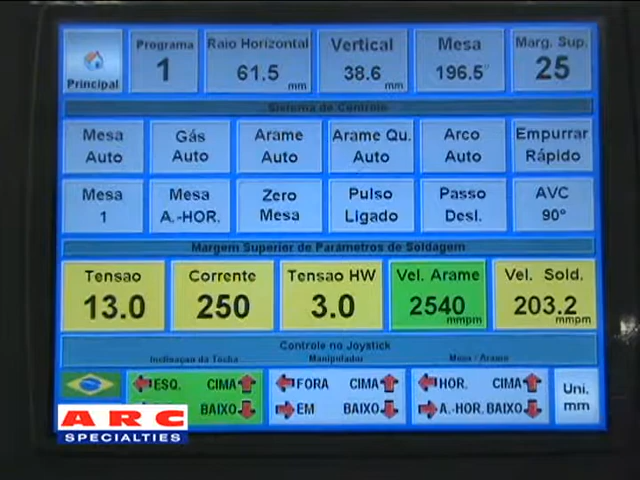 Principal
Programa
1
Raio Horizontal
61.5 mm
Vertical
38.6 mm
Mesa
196.5°
Marg. Sup.
25
Sistema de Controle
Mesa
Auto
Gás
Auto
Arame
Auto
Arame Qu.
Auto
Arco
Auto
Empurrar
Rápido
Mesa
1
Mesa
A.-HOR.
Zero
Mesa
Pulso
Ligado
Passo
Desl.
AVC
90°
Margem Superior de Parametros de Soldagem
Tensao
13.0
Corrente
250
Tensao HW
3.0
Vel. Arame
2540 mmpm
Vel. Sold.
203.2 mmpm
Controle no Joystick
Inclinaçao da Tocha
Manipulador
Mesa / Arame
ESQ. CIMA
BAIXO
FORA CIMA
EM BAIXO
HOR. CIMA
A.-HOR. BAIXO
Uni.
mm
ARC
SPECIALTIES